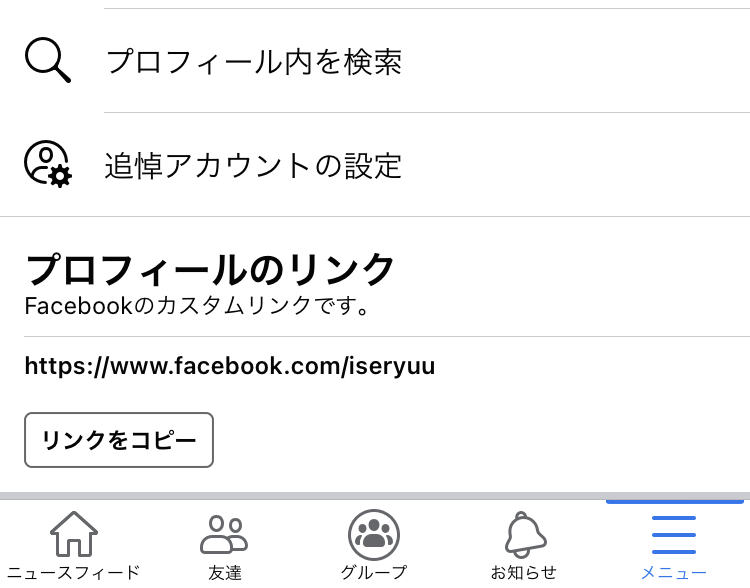 プロフィール内を検索
追悼アカウントの設定
プロフィールのリンク
Facebookのカスタムリンクです。
https://www.facebook.com/iseryuu
リンクをコピー
ニュースフィード
友達
グループ
お知らせ
メニュー